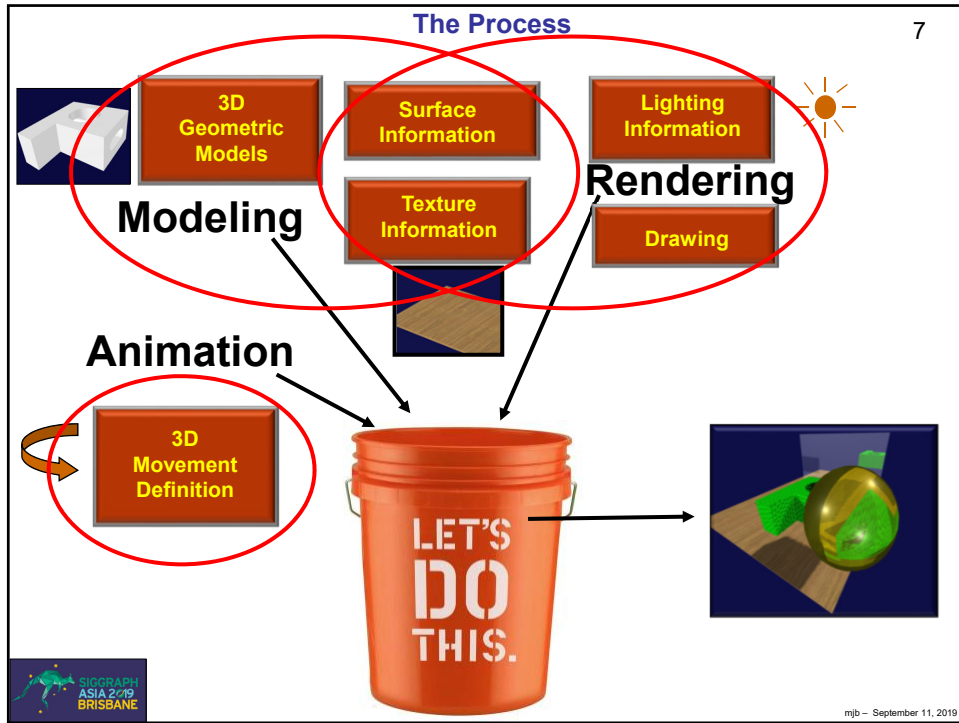 The Process
7
3D
Geometric
Models
Surface
Information
Lighting
Information
Texture
Information
Rendering
Modeling
Drawing
Animation
3D
Movement
Definition
LET'S
DO
THIS.
SIGGRAPH
ASIA 2019
BRISBANE
mjb – September 11, 2019